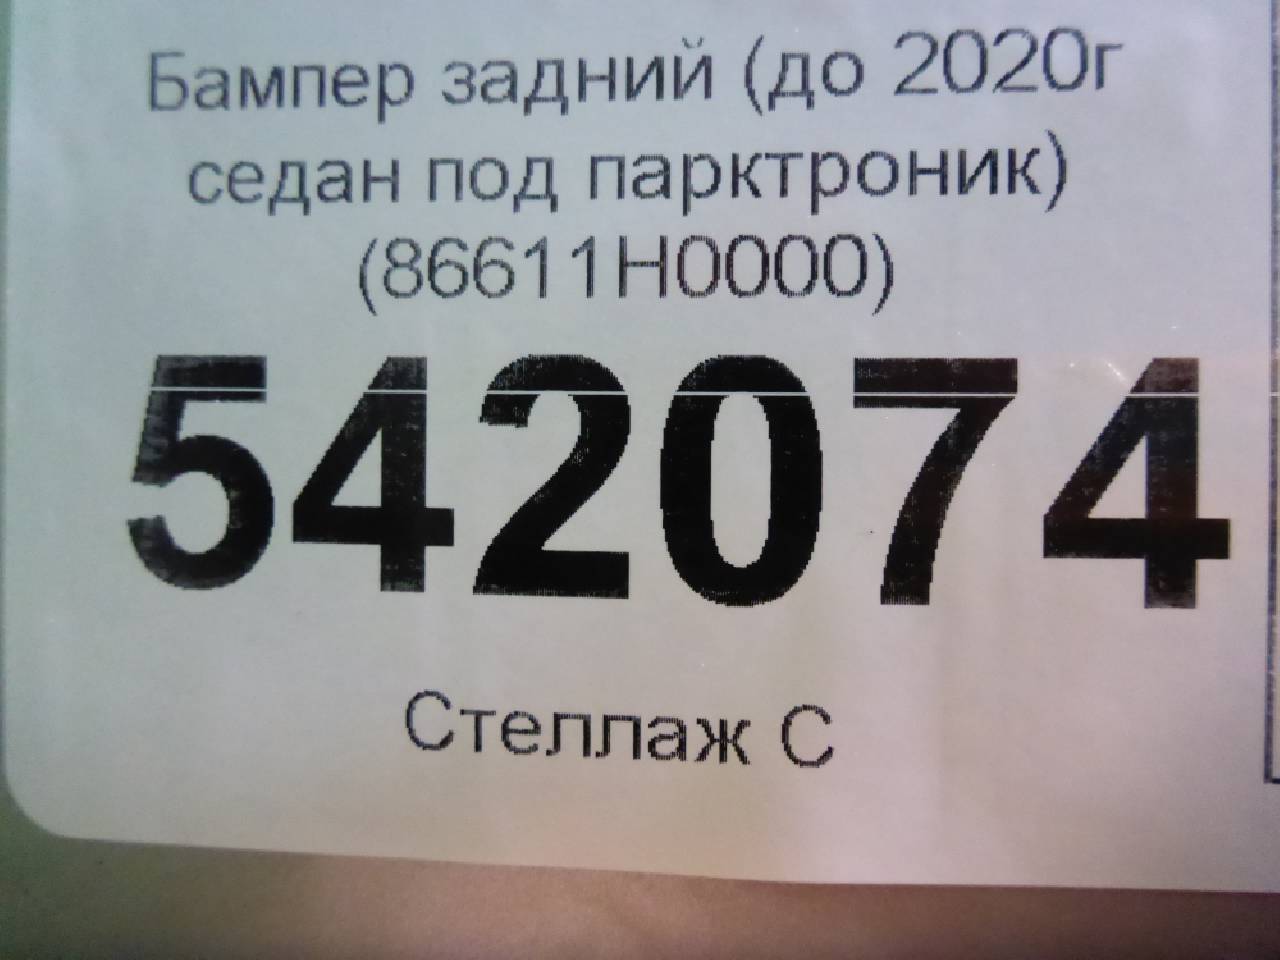 Бампер задний (до 2020г
седан под парктроник)
(86611H0000)
542074
Стеллаж С